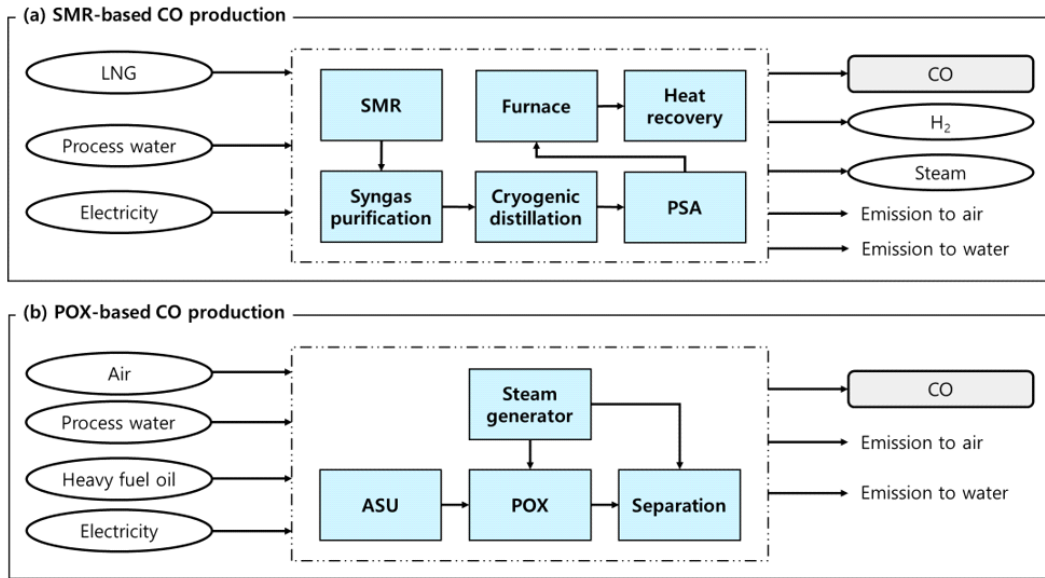 (a) SMR-based CO production
LNG
Process water
Electricity
SMR
Furnace
Heat
recovery
Syngas
purification
Cryogenic
distillation
PSA
CO
H₂
Steam
Emission to air
Emission to water
(b) POX-based CO production
Air
Process water
Heavy fuel oil
Electricity
Steam
generator
ASU
POX
Separation
CO
Emission to air
Emission to water